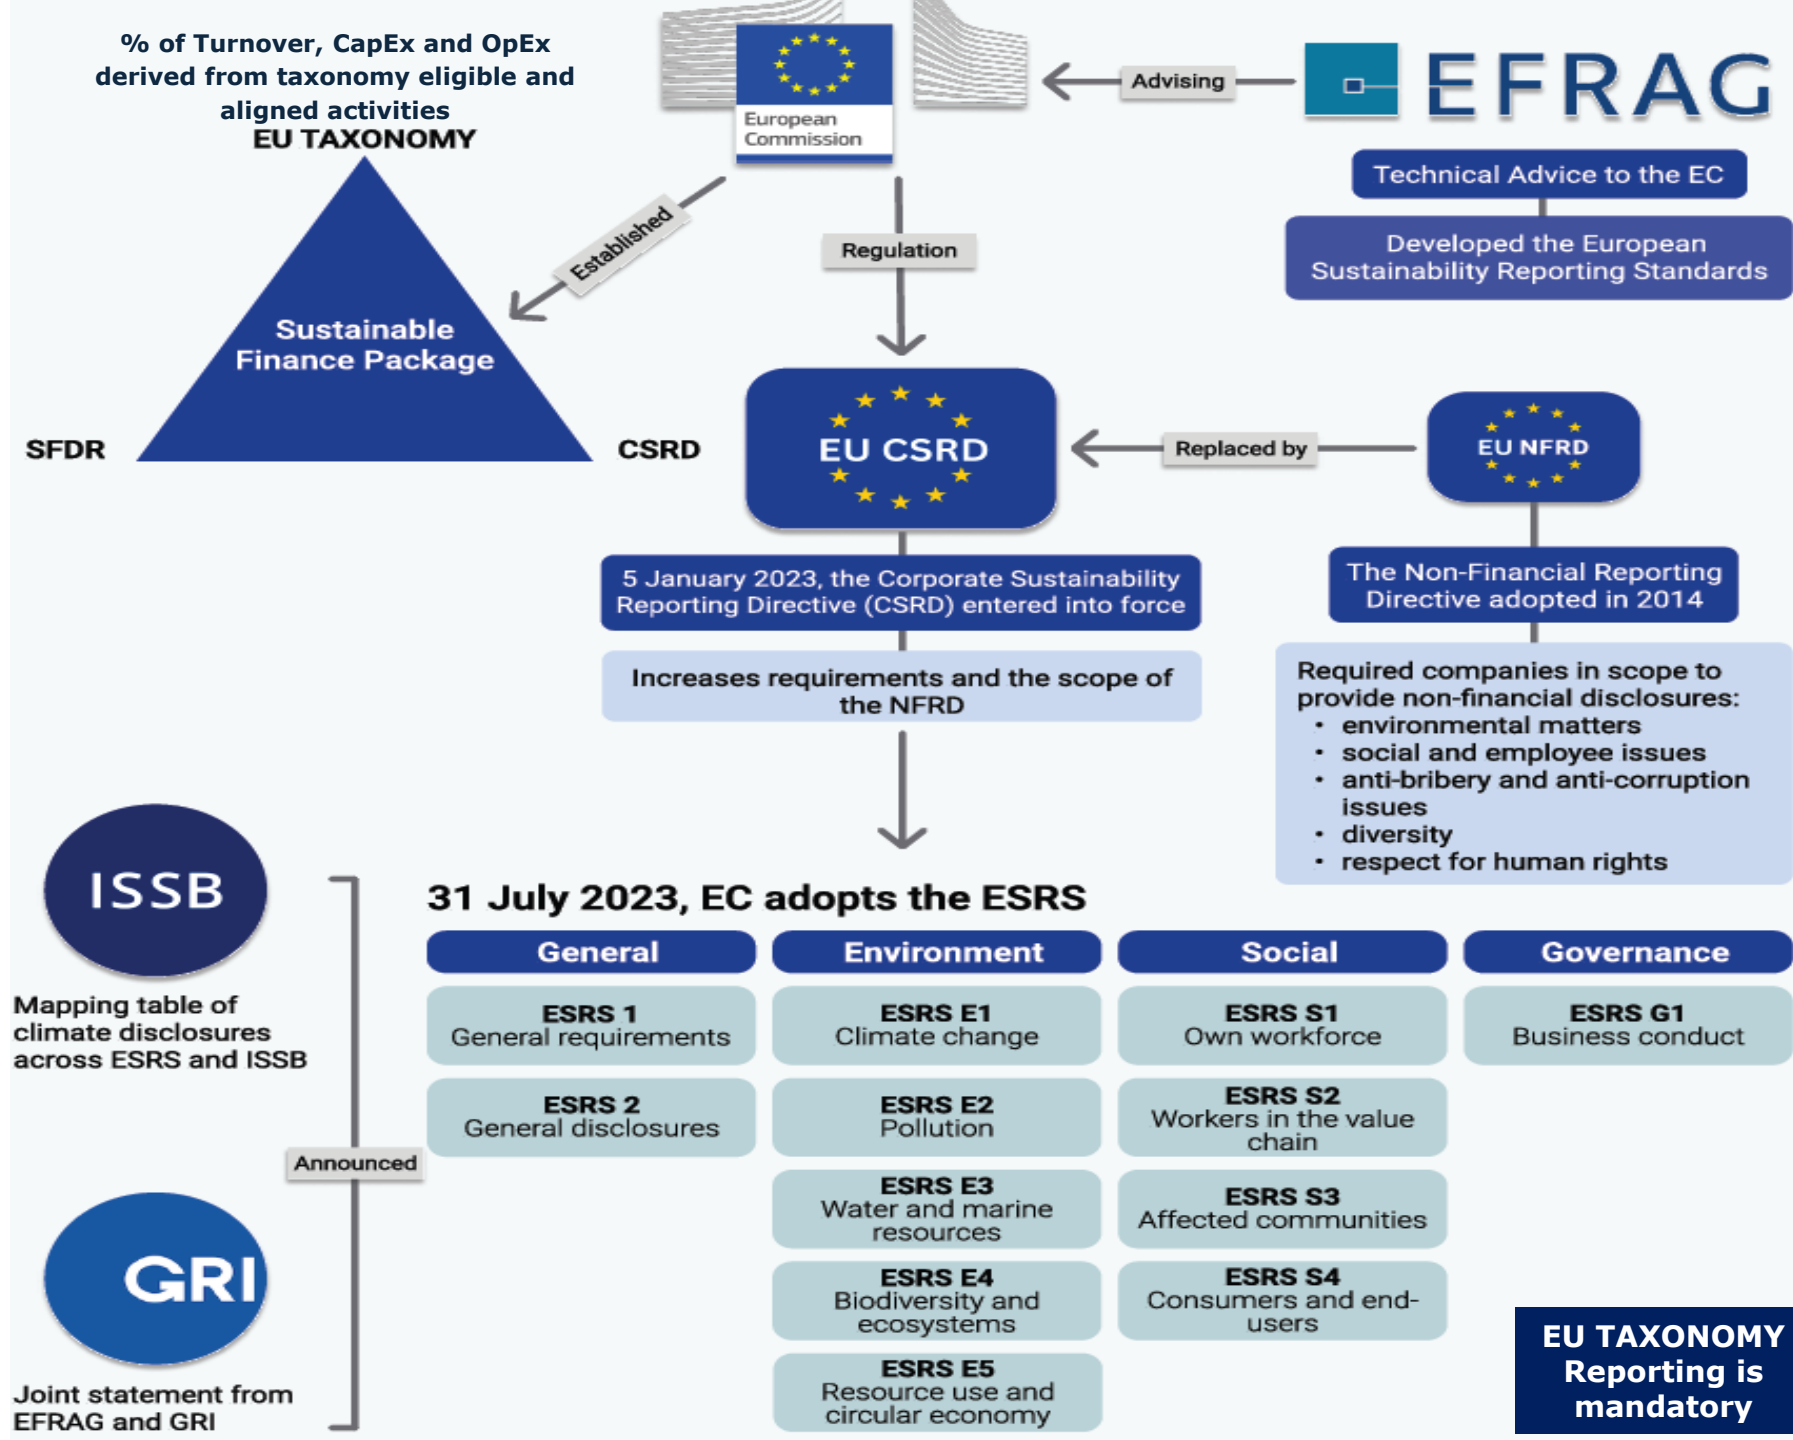 % of Turnover, CapEx and OpEx
derived from taxonomy eligible and
aligned activities
EU TAXONOMY
Sustainable
Finance Package
SFDR
CSRD
Established
European
Commission
Advising
EFRAG
Technical Advice to the EC
Developed the European
Sustainability Reporting Standards
Regulation
EU CSRD
Replaced by
EU NFRD
5 January 2023, the Corporate Sustainability
Reporting Directive (CSRD) entered into force
Increases requirements and the scope of
the NFRD
The Non-Financial Reporting
Directive adopted in 2014
Required companies in scope to
provide non-financial disclosures:
• environmental matters
• social and employee issues
• anti-bribery and anti-corruption
issues
• diversity
• respect for human rights
ISSB
Mapping table of
climate disclosures
across ESRS and ISSB
Announced
GRI
Joint statement from
EFRAG and GRI
31 July 2023, EC adopts the ESRS
General
ESRS 1
General requirements
ESRS 2
General disclosures
Environment
ESRS E1
Climate change
ESRS E2
Pollution
ESRS E3
Water and marine
resources
ESRS E4
Biodiversity and
ecosystems
ESRS E5
Resource use and
circular economy
Social
ESRS S1
Own workforce
ESRS S2
Workers in the value
chain
ESRS S3
Affected communities
ESRS S4
Consumers and end-
users
Governance
ESRS G1
Business conduct
EU TAXONOMY
Reporting is
mandatory